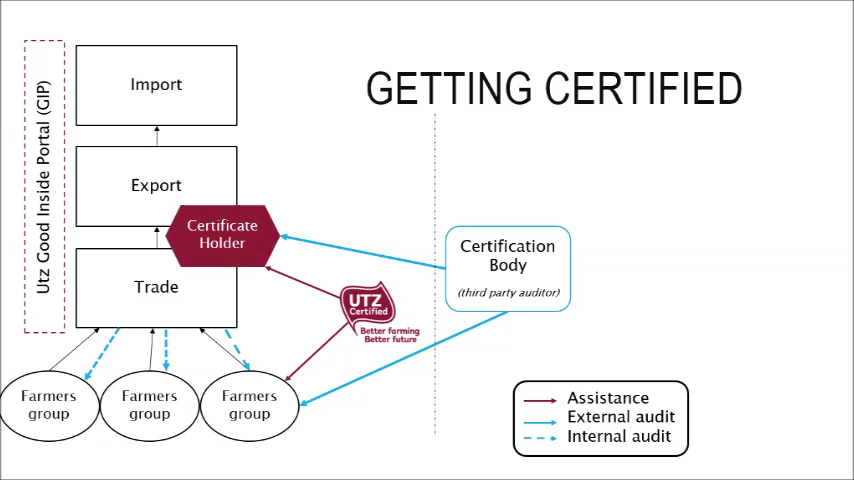 GETTING CERTIFIED
Utz Good Inside Portal (GIP)
Import
Export
Certificate
Holder
Trade
Certification
Body
(third party auditor)
UTZ
Certified
Better farming
Better future
Farmers
group
Farmers
group
Farmers
group
Assistance
External audit
Internal audit